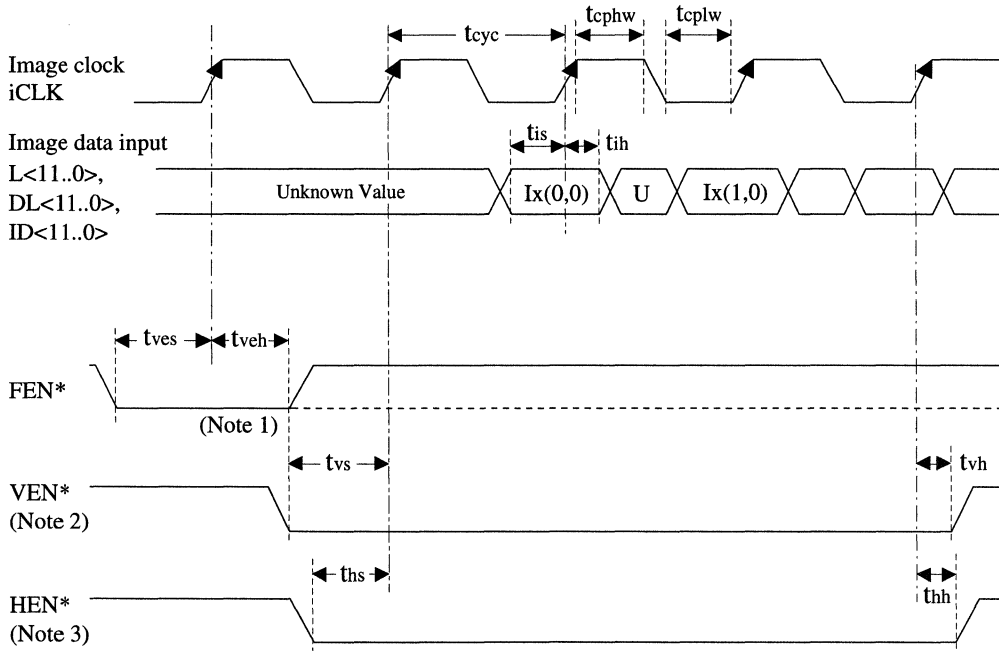 tcyc
tcphw
tcplw
Image clock
iCLK
tis
tih
Image data input
L<11..0>,
DL<11..0>,
ID<11..0>
Unknown Value
Ix(0,0)
U
Ix(1,0)
tves
tveh
FEN*
(Note 1)
tvs
tvh
VEN*
(Note 2)
ths
thh
HEN*
(Note 3)